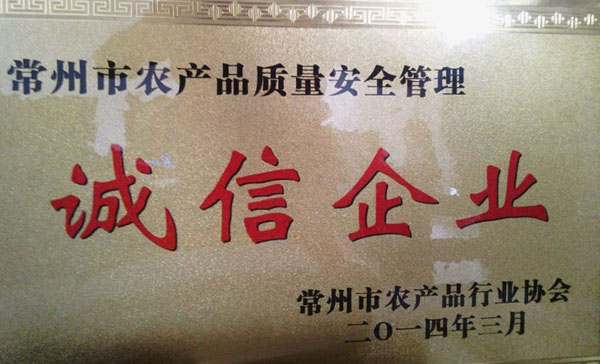 常州市农产品质量安全管理
诚信企业
常州市农产品行业协会
二〇一四年三月